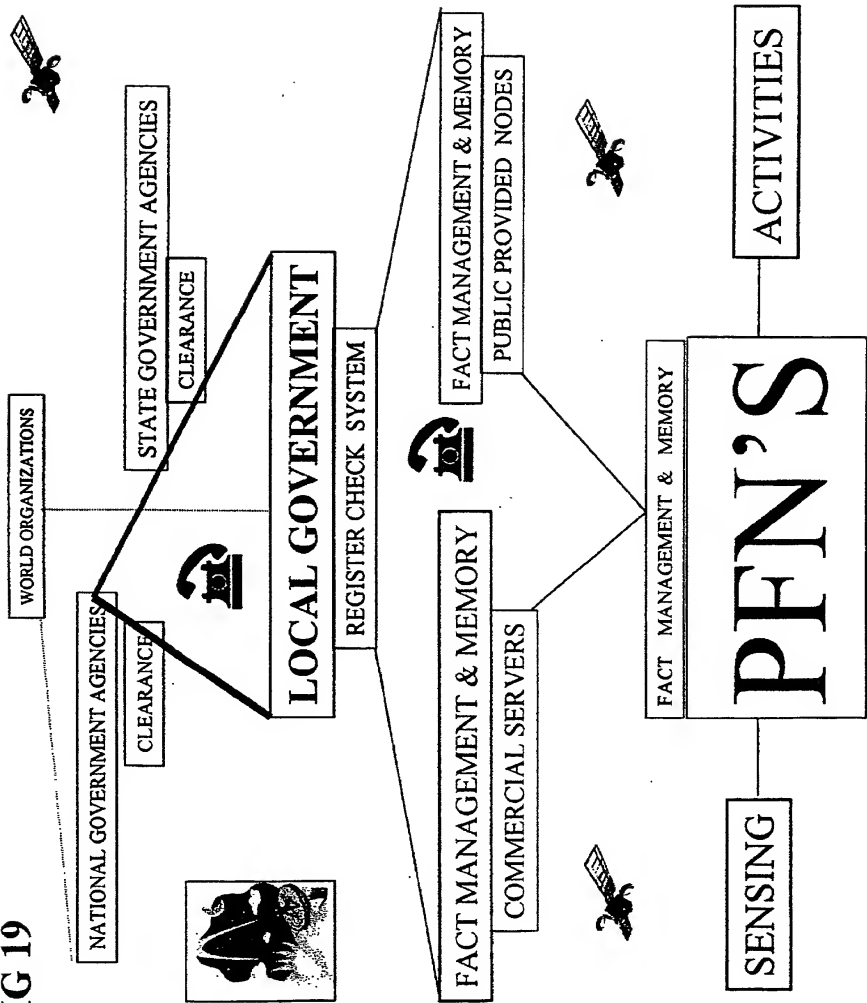 G 19
WORLD ORGANIZATIONS
NATIONAL GOVERNMENT AGENCIES
CLEARANCE
STATE GOVERNMENT AGENCIES
CLEARANCE
LOCAL GOVERNMENT
REGISTER CHECK SYSTEM
FACT MANAGEMENT & MEMORY
COMMERCIAL SERVERS
FACT MANAGEMENT & MEMORY
PUBLIC PROVIDED NODES
FACT MANAGEMENT & MEMORY
PFN'S
SENSING
ACTIVITIES